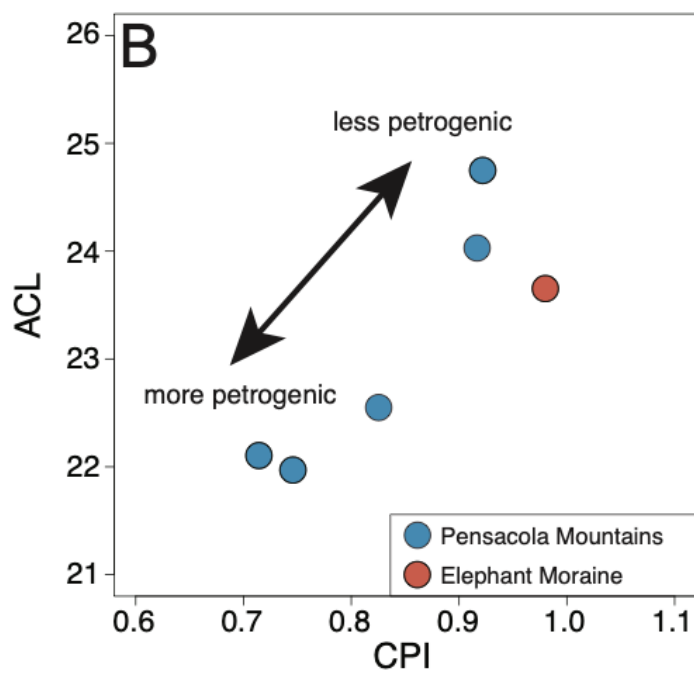 B
26
25
24
23
22
21
ACL
less petrogenic
more petrogenic
Pensacola Mountains
Elephant Moraine
0.6 0.7 0.8 0.9 1.0 1.1
CPI